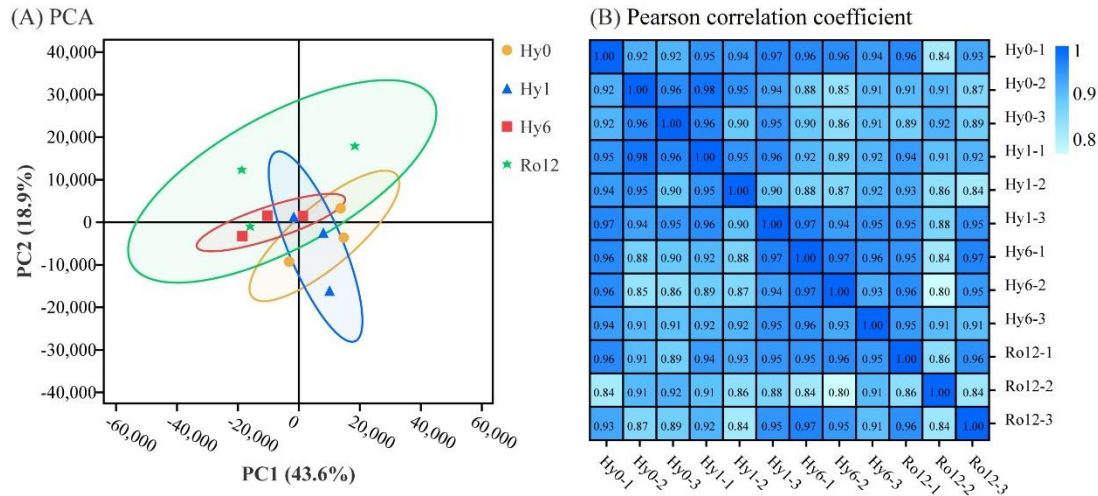 (A) PCA
40,000
30,000
20,000
10,000
0
-10,000
-20,000
-30,000
-40,000
PC2 (18.9%)
-60,000
-40,000
-20,000
0
20,000
40,000
60,000
PC1 (43.6%)
Hy0
Hy1
Hy6
Ro12
(B) Pearson correlation coefficient
1.00 0.92 0.92 0.95 0.94 0.97 0.96 0.96 0.94 0.96 0.84 0.93 Hy0-1
0.92 1.00 0.96 0.98 0.95 0.94 0.88 0.85 0.91 0.91 0.91 0.87 Hy0-2
0.92 0.96 1.00 0.96 0.90 0.95 0.90 0.86 0.91 0.89 0.92 0.89 Hy0-3
0.95 0.98 0.96 1.00 0.95 0.96 0.92 0.89 0.92 0.94 0.91 0.92 Hy1-1
0.94 0.95 0.90 0.95 1.00 0.90 0.88 0.87 0.92 0.93 0.86 0.84 Hy1-2
0.97 0.94 0.95 0.96 0.90 1.00 0.97 0.94 0.95 0.95 0.88 0.95 Hy1-3
0.96 0.88 0.90 0.92 0.88 0.97 1.00 0.97 0.96 0.95 0.84 0.97 Hy6-1
0.96 0.85 0.86 0.89 0.87 0.94 0.97 1.00 0.93 0.96 0.80 0.95 Hy6-2
0.94 0.91 0.91 0.92 0.92 0.95 0.96 0.93 1.00 0.95 0.91 0.91 Hy6-3
0.96 0.91 0.89 0.94 0.93 0.95 0.95 0.96 0.95 1.00 0.86 0.96 Ro12-1
0.84 0.91 0.92 0.91 0.86 0.88 0.84 0.80 0.91 0.86 1.00 0.84 Ro12-2
0.93 0.87 0.89 0.92 0.84 0.95 0.97 0.95 0.91 0.96 0.84 1.00 Ro12-3
Hy0-1 Hy0-2 Hy0-3 Hy1-1 Hy1-2 Hy1-3 Hy6-1 Hy6-2 Hy6-3 Ro12-1 Ro12-2 Ro12-3
1
0.9
0.8